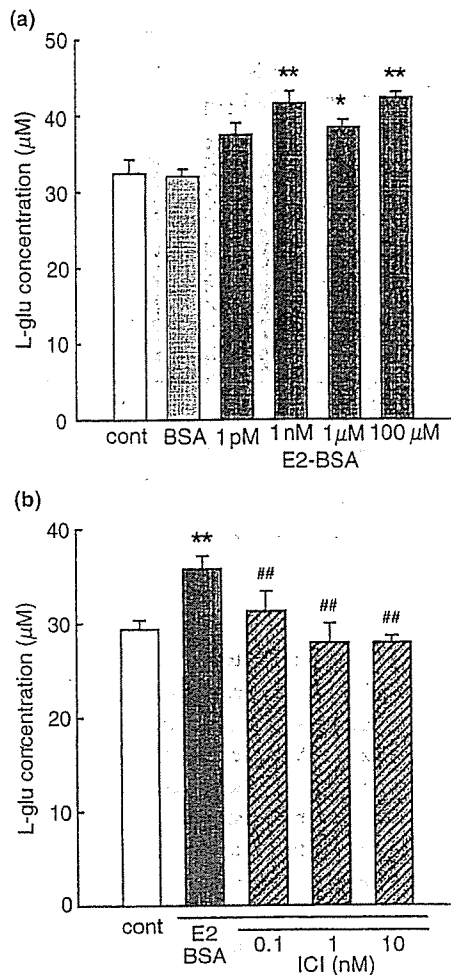 (a)
50
40
30
20
10
0
L-glu concentration (µM)
** * **
cont BSA 1 pM 1 nM 1 µM 100 µM
E2-BSA
(b)
40
30
20
10
0
L-glu concentration (µM)
** ## ## ##
cont E2 BSA 0.1 1 10
ICI (nM)